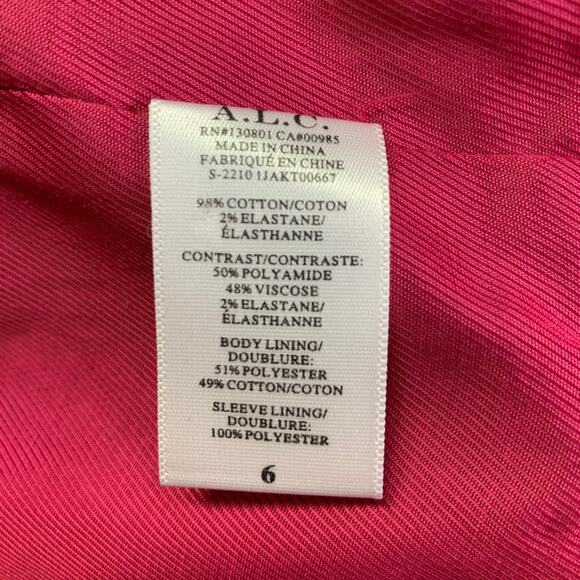 A.L.C.
RN#130801 CA#00985
MADE IN CHINA
FABRIQUÉ EN CHINE
S-2210 1JAKT00667
98% COTTON/COTON
2% ELASTANE/
ÉLASTHANNE
CONTRAST/CONTRASTE:
50% POLYAMIDE
48% VISCOSE
2% ELASTANE/
ÉLASTHANNE
BODY LINING/
DOUBLURE:
51% POLYESTER
49% COTTON/COTON
SLEEVE LINING/
DOUBLURE:
100% POLYESTER
6